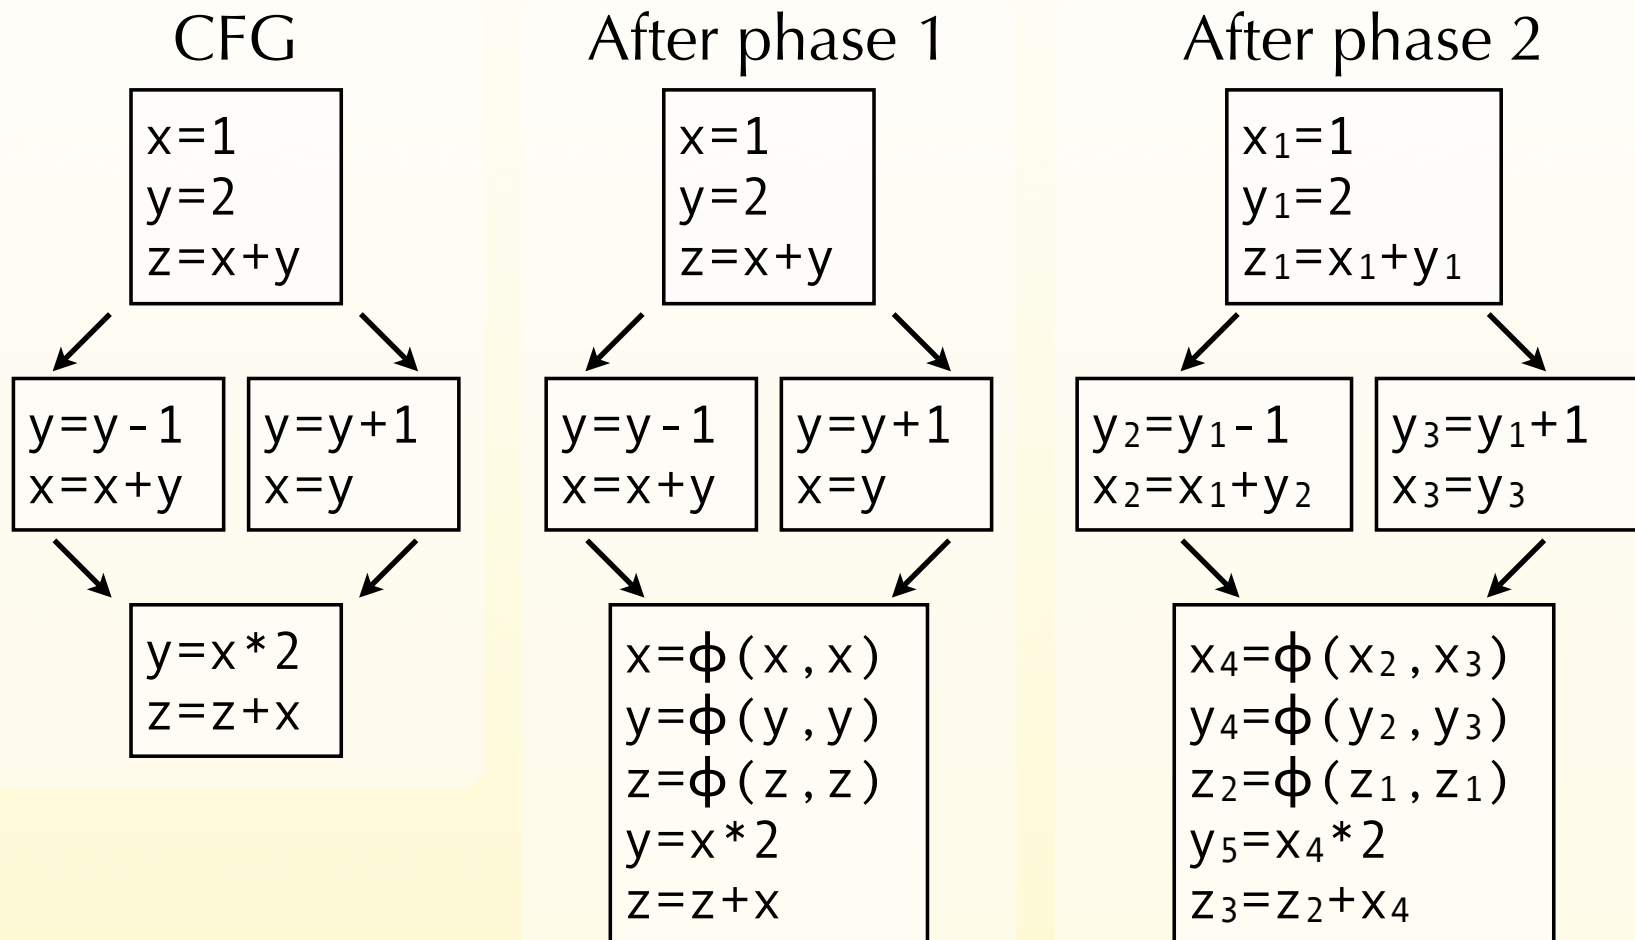 CFG
x=1
y=2
z=x+y
y=y-1
x=x+y
y=y+1
x=y
y=x*2
z=z+x
After phase 1
x=1
y=2
z=x+y
y=y-1
x=x+y
y=y+1
x=y
x=ϕ(x,x)
y=ϕ(y,y)
z=ϕ(z,z)
y=x*2
z=z+x
After phase 2
x₁=1
y₁=2
z₁=x₁+y₁
y₂=y₁-1
x₂=x₁+y₂
y₃=y₁+1
x₃=y₃
x₄=ϕ(x₂,x₃)
y₄=ϕ(y₂,y₃)
z₂=ϕ(z₁,z₁)
y₅=x₄*2
z₃=z₂+x₄